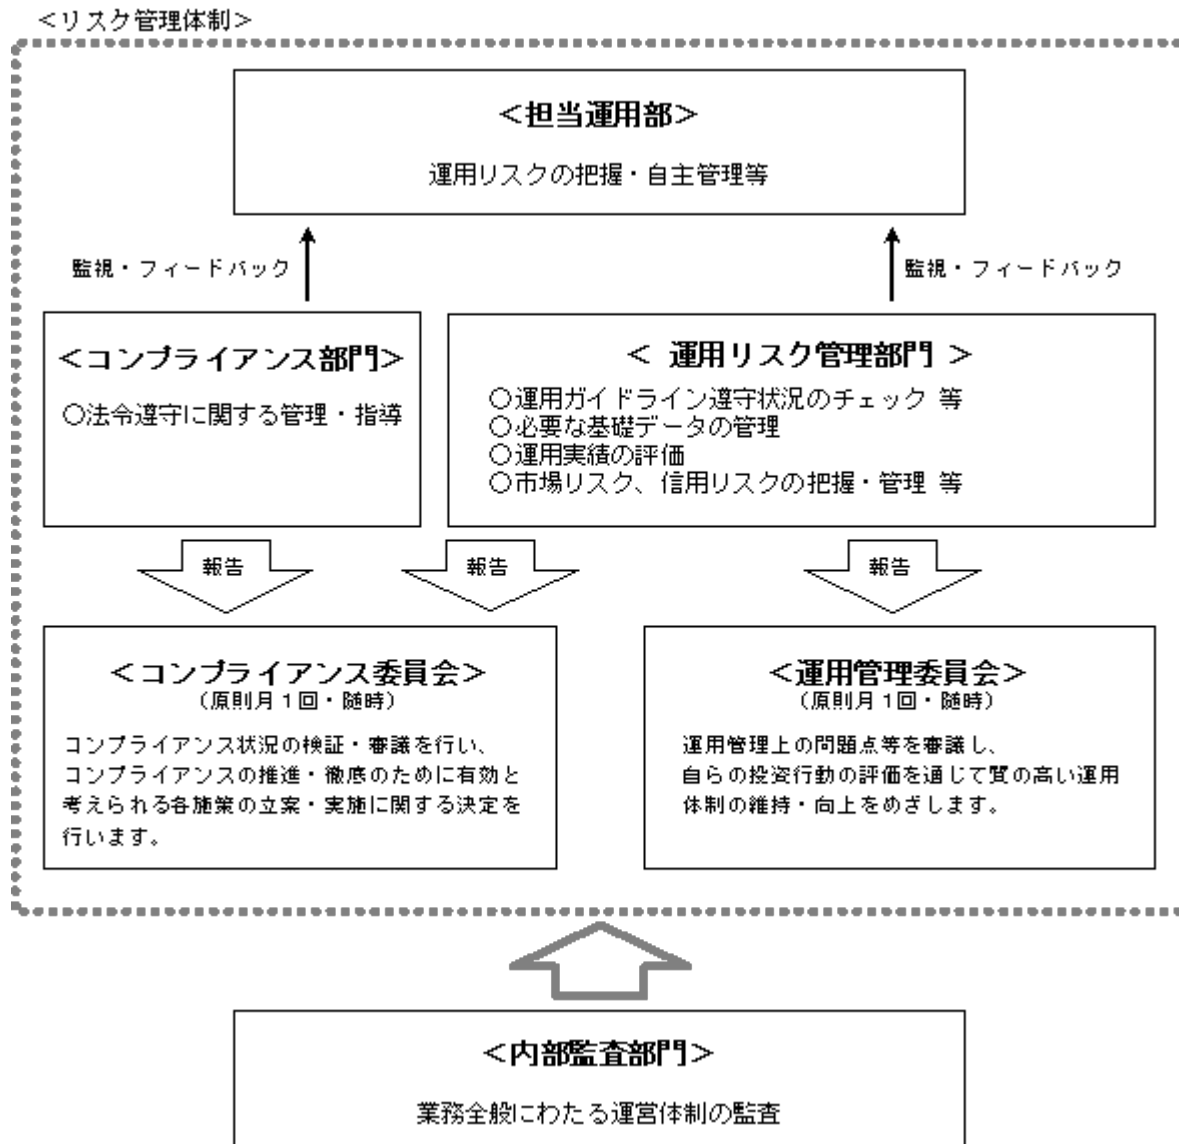 ＜リスク管理体制＞
＜担当運用部＞
運用リスクの把握・自主管理等
監視・フィードバック
監視・フィードバック
＜コンプライアンス部門＞
○法令遵守に関する管理・指導
＜ 運用リスク管理部門 ＞
○運用ガイドライン遵守状況のチェック 等
○必要な基礎データの管理
○運用実績の評価
○市場リスク、信用リスクの把握・管理 等
報告
報告
報告
＜コンプライアンス委員会＞
（原則月１回・随時）
コンプライアンス状況の検証・審議を行い、
コンプライアンスの推進・徹底のために有効と
考えられる各施策の立案・実施に関する決定を
行います。
＜運用管理委員会＞
（原則月１回・随時）
運用管理上の問題点等を審議し、
自らの投資行動の評価を通じて質の高い運用
体制の維持・向上をめざします。
＜内部監査部門＞
業務全般にわたる運営体制の監査